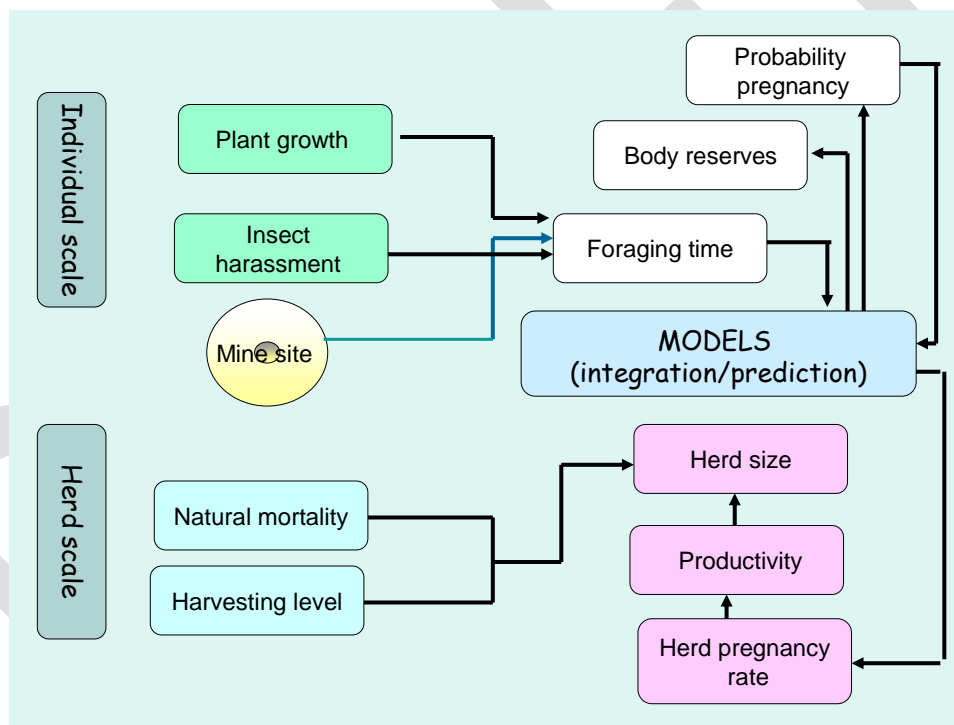 Individual scale
Plant growth
Insect
harassment
Mine site
Probability
pregnancy
Body reserves
Foraging time
MODELS
(integration/prediction)
Herd scale
Natural mortality
Harvesting level
Herd size
Productivity
Herd pregnancy
rate